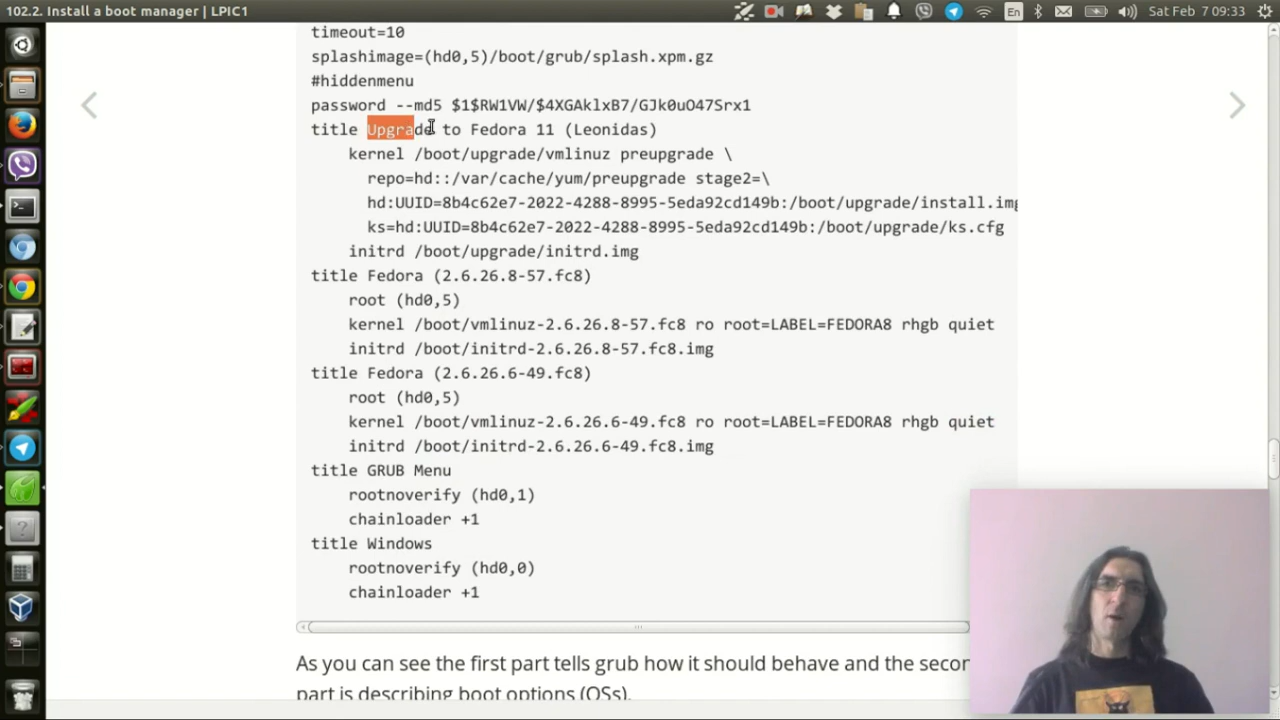 102.2. Install a boot manager | LPIC1
En
Sat Feb 7 09:33
timeout=10
splashimage=(hd0,5)/boot/grub/splash.xpm.gz
#hiddenmenu
password --md5 $1$RW1VW/$4XGAklxB7/GJk0uO47Srx1
title Upgrade to Fedora 11 (Leonidas)
kernel /boot/upgrade/vmlinuz preupgrade \
repo=hd::/var/cache/yum/preupgrade stage2=\
hd:UUID=8b4c62e7-2022-4288-8995-5eda92cd149b:/boot/upgrade/install.img
ks=hd:UUID=8b4c62e7-2022-4288-8995-5eda92cd149b:/boot/upgrade/ks.cfg
initrd /boot/upgrade/initrd.img
title Fedora (2.6.26.8-57.fc8)
root (hd0,5)
kernel /boot/vmlinuz-2.6.26.8-57.fc8 ro root=LABEL=FEDORA8 rhgb quiet
initrd /boot/initrd-2.6.26.8-57.fc8.img
title Fedora (2.6.26.6-49.fc8)
root (hd0,5)
kernel /boot/vmlinuz-2.6.26.6-49.fc8 ro root=LABEL=FEDORA8 rhgb quiet
initrd /boot/initrd-2.6.26.6-49.fc8.img
title GRUB Menu
rootnoverify (hd0,1)
chainloader +1
title Windows
rootnoverify (hd0,0)
chainloader +1
As you can see the first part tells grub how it should behave and the secon
part is describing boot options (OSs).